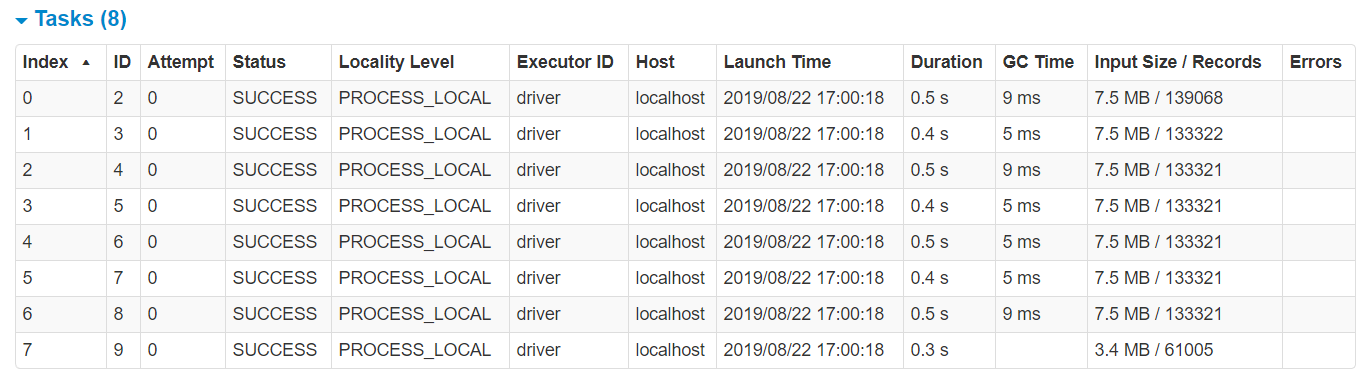 Tasks (8)
Index ID Attempt Status Locality Level Executor ID Host Launch Time Duration GC Time Input Size / Records Errors
0 2 0 SUCCESS PROCESS_LOCAL driver localhost 2019/08/22 17:00:18 0.5 s 9 ms 7.5 MB / 139068
1 3 0 SUCCESS PROCESS_LOCAL driver localhost 2019/08/22 17:00:18 0.4 s 5 ms 7.5 MB / 133322
2 4 0 SUCCESS PROCESS_LOCAL driver localhost 2019/08/22 17:00:18 0.5 s 9 ms 7.5 MB / 133321
3 5 0 SUCCESS PROCESS_LOCAL driver localhost 2019/08/22 17:00:18 0.4 s 5 ms 7.5 MB / 133321
4 6 0 SUCCESS PROCESS_LOCAL driver localhost 2019/08/22 17:00:18 0.5 s 5 ms 7.5 MB / 133321
5 7 0 SUCCESS PROCESS_LOCAL driver localhost 2019/08/22 17:00:18 0.4 s 5 ms 7.5 MB / 133321
6 8 0 SUCCESS PROCESS_LOCAL driver localhost 2019/08/22 17:00:18 0.5 s 9 ms 7.5 MB / 133321
7 9 0 SUCCESS PROCESS_LOCAL driver localhost 2019/08/22 17:00:18 0.3 s 3.4 MB / 61005